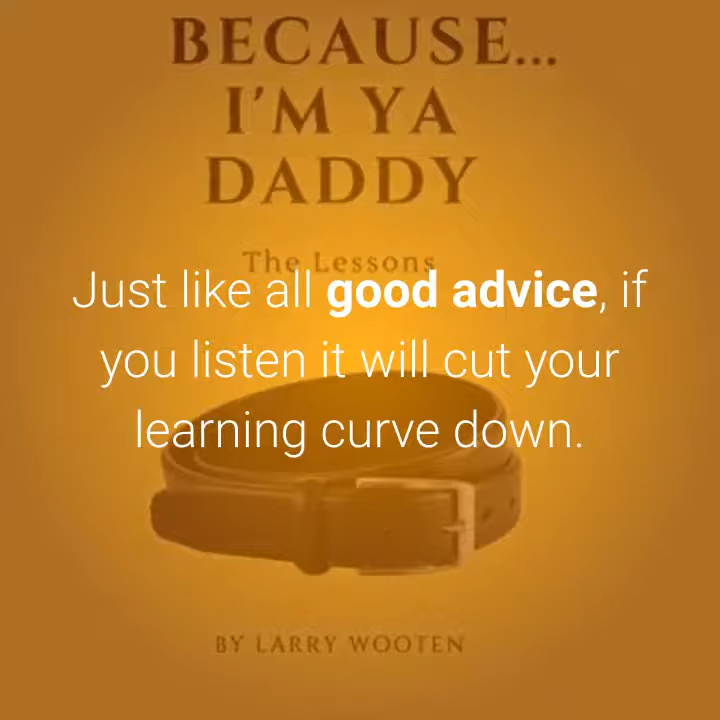 BECAUSE...
I'M YA
DADDY
The Lessons
Just like all good advice, if
you listen it will cut your
learning curve down.
BY LARRY WOOTEN